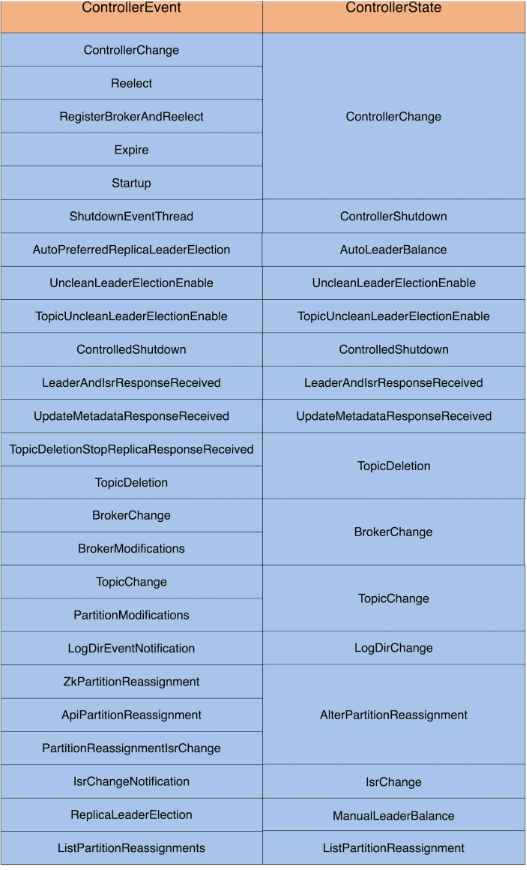 ControllerEvent ControllerState
ControllerChange
Reelect
RegisterBrokerAndReelect ControllerChange
Expire
Startup
ShutdownEventThread ControllerShutdown
AutoPreferredReplicaLeaderElection AutoLeaderBalance
UncleanLeaderElectionEnable UncleanLeaderElectionEnable
TopicUncleanLeaderElectionEnable TopicUncleanLeaderElectionEnable
ControlledShutdown ControlledShutdown
LeaderAndIsrResponseReceived LeaderAndIsrResponseReceived
UpdateMetadataResponseReceived UpdateMetadataResponseReceived
TopicDeletionStopReplicaResponseReceived
TopicDeletion
TopicDeletion
BrokerChange
BrokerChange
BrokerModifications
TopicChange
TopicChange
PartitionModifications
LogDirEventNotification LogDirChange
ZkPartitionReassignment
ApiPartitionReassignment AlterPartitionReassignment
PartitionReassignmentIsrChange
IsrChangeNotification IsrChange
ReplicaLeaderElection ManualLeaderBalance
ListPartitionReassignments ListPartitionReassignment